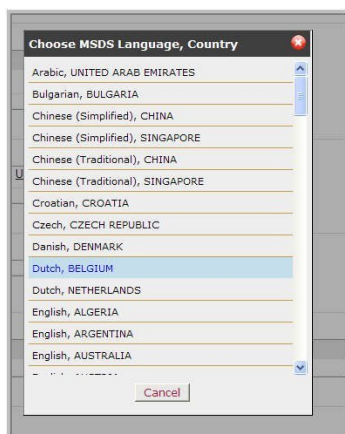 Choose MSDS Language, Country
Arabic, UNITED ARAB EMIRATES
Bulgarian, BULGARIA
Chinese (Simplified), CHINA
Chinese (Simplified), SINGAPORE
Chinese (Traditional), CHINA
Chinese (Traditional), SINGAPORE
U
Croatian, CROATIA
Czech, CZECH REPUBLIC
Danish, DENMARK
Dutch, BELGIUM
Dutch, NETHERLANDS
English, ALGERIA
English, ARGENTINA
English, AUSTRALIA
Cancel